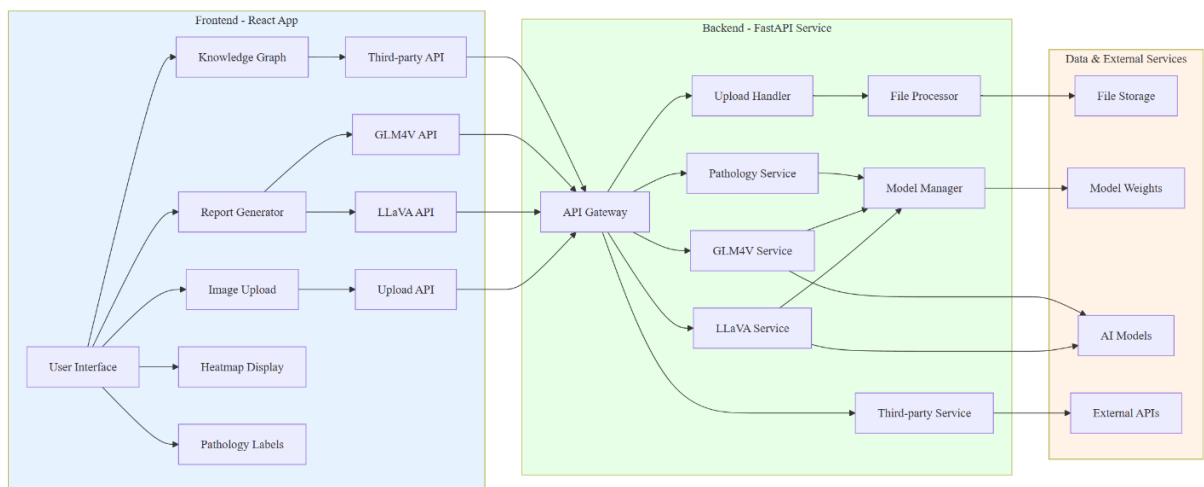 Frontend - React App
Knowledge Graph
Third-party API
GLM4V API
Report Generator
LLaVA API
Image Upload
Upload API
User Interface
Heatmap Display
Pathology Labels
Backend - FastAPI Service
Upload Handler
File Processor
Pathology Service
Model Manager
API Gateway
GLM4V Service
LLaVA Service
Third-party Service
Data & External Services
File Storage
Model Weights
AI Models
External APIs